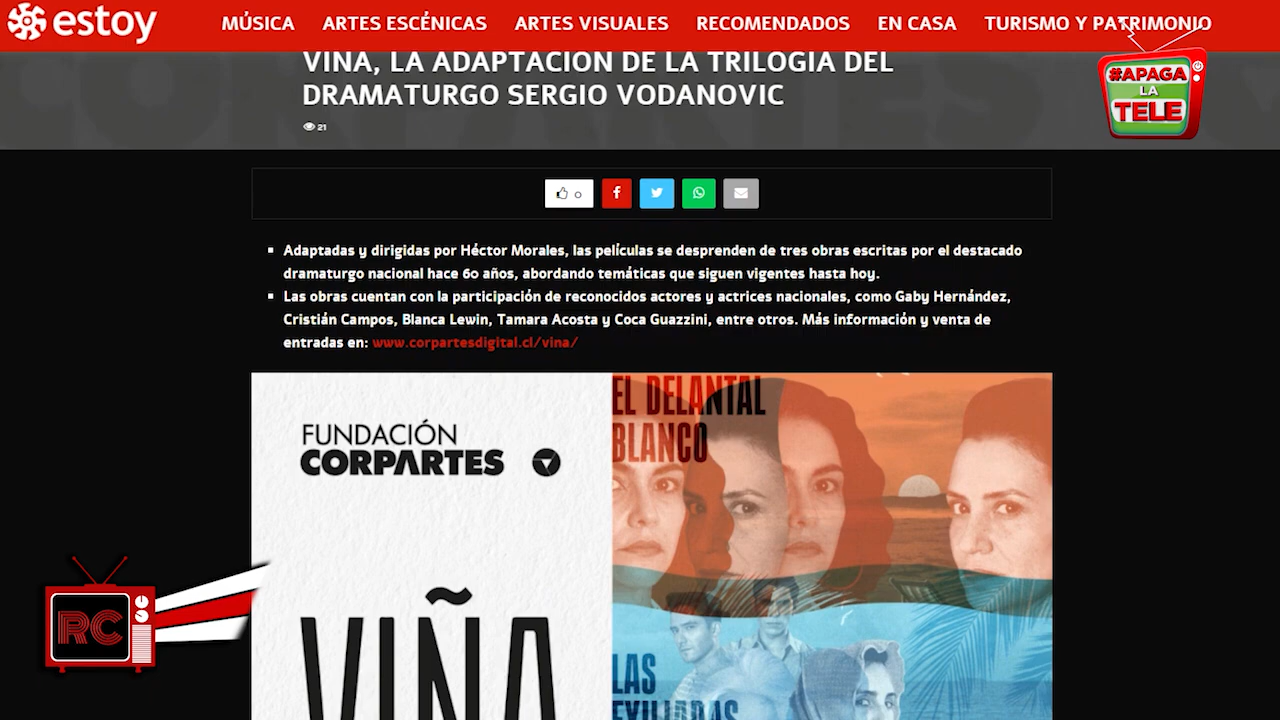 estoy
MÚSICA ARTES ESCÉNICAS ARTES VISUALES RECOMENDADOS EN CASA TURISMO Y PATRIMONIO
VIÑA, LA ADAPTACIÓN DE LA TRILOGÍA DEL
DRAMATURGO SERGIO VODANOVIC
21
#APAGA
LA
TELE
0
Adaptadas y dirigidas por Héctor Morales, las películas se desprenden de tres obras escritas por el destacado
dramaturgo nacional hace 60 años, abordando temáticas que siguen vigentes hasta hoy.
Las obras cuentan con la participación de reconocidos actores y actrices nacionales, como Gaby Hernández,
Cristián Campos, Blanca Lewin, Tamara Acosta y Coca Guazzini, entre otros. Más información y venta de
entradas en: www.corpartesdigital.cl/vina/
FUNDACIÓN
CORPARTES
EL DELANTAL
BLANCO
VIÑA
LAS
EXILIADAS
RC